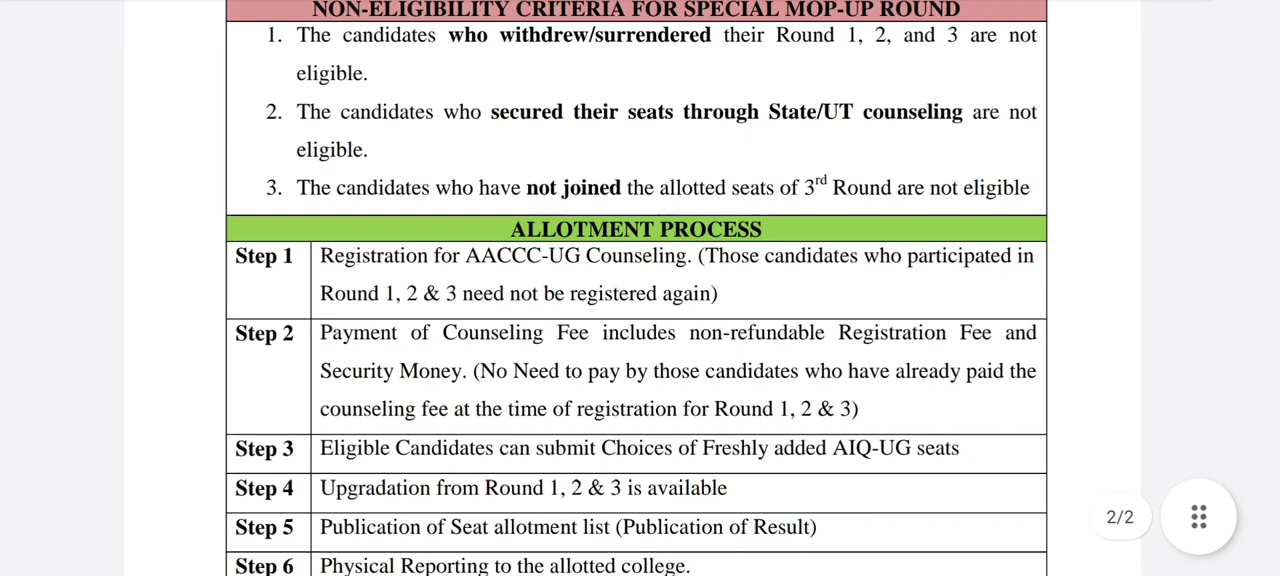 NON-ELIGIBILITY CRITERIA FOR SPECIAL MOP-UP ROUND
1. The candidates who withdrew/surrendered their Round 1, 2, and 3 are not
eligible.
2. The candidates who secured their seats through State/UT counseling are not
eligible.
3. The candidates who have not joined the allotted seats of 3rd Round are not eligible
ALLOTMENT PROCESS
Step 1 Registration for AACCC-UG Counseling. (Those candidates who participated in
Round 1, 2 & 3 need not be registered again)
Step 2 Payment of Counseling Fee includes non-refundable Registration Fee and
Security Money. (No Need to pay by those candidates who have already paid the
counseling fee at the time of registration for Round 1, 2 & 3)
Step 3 Eligible Candidates can submit Choices of Freshly added AIQ-UG seats
Step 4 Upgradation from Round 1, 2 & 3 is available
Step 5 Publication of Seat allotment list (Publication of Result)
Step 6 Physical Reporting to the allotted college.
2/2